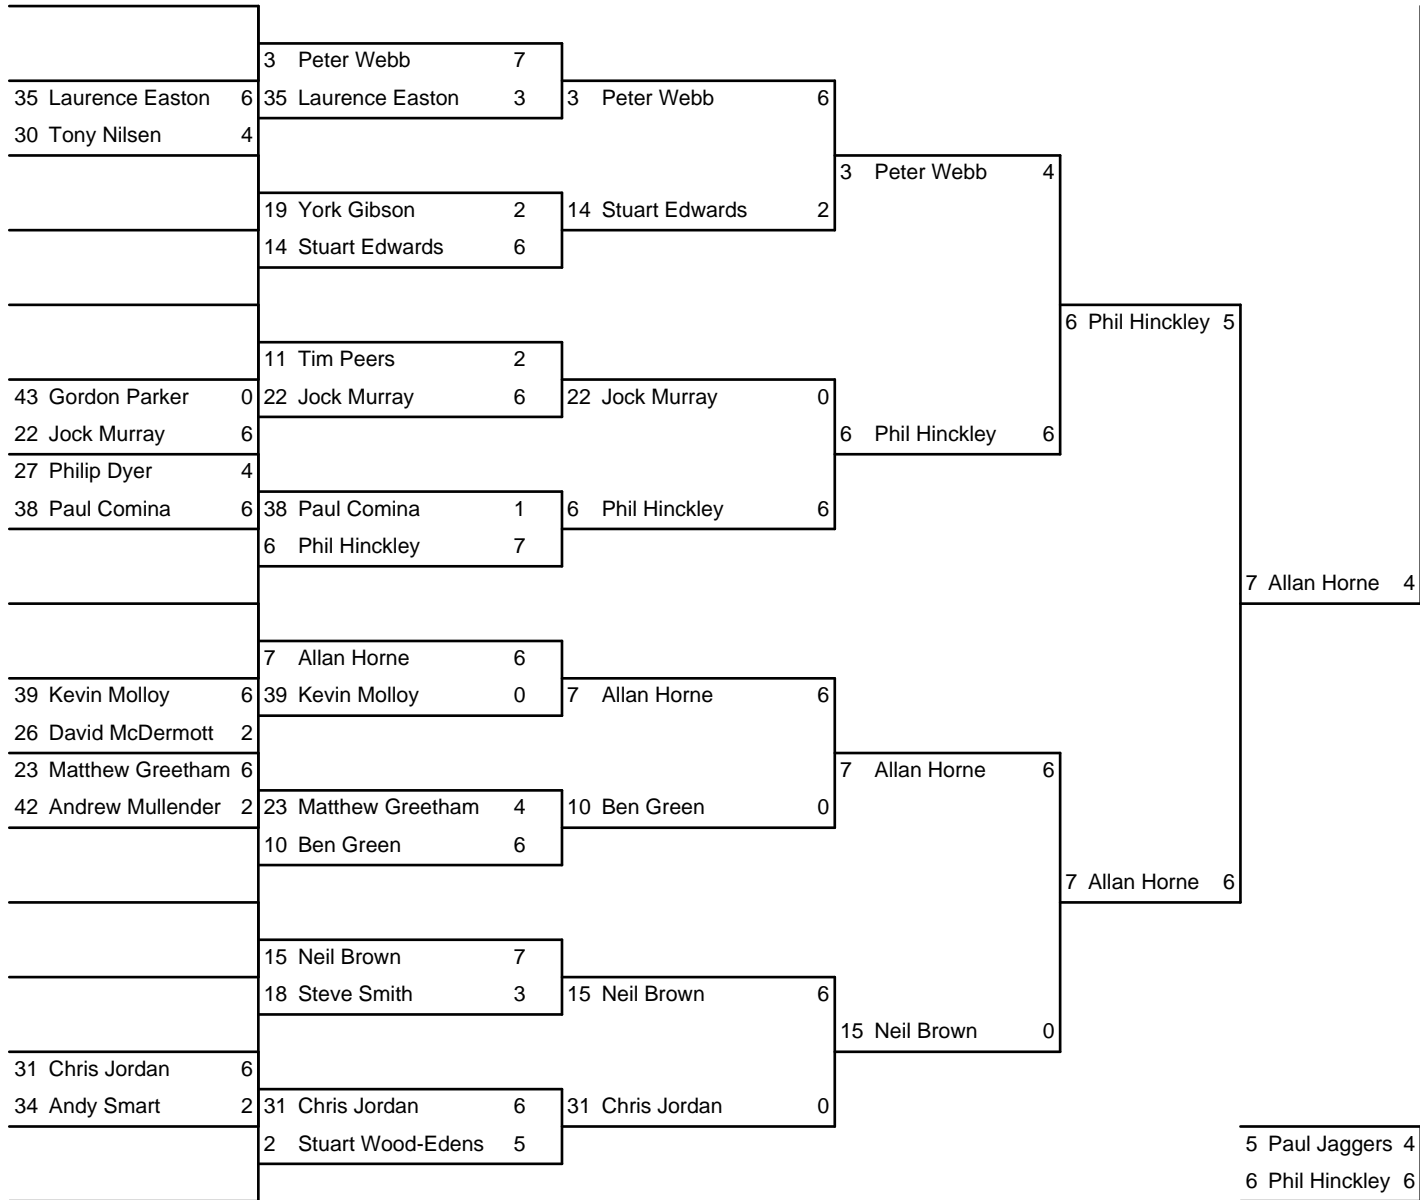 3 Peter Webb 7
35 Laurence Easton 6 35 Laurence Easton 3 3 Peter Webb 6
30 Tony Nilsen 4
3 Peter Webb 4
19 York Gibson 2 14 Stuart Edwards 2
14 Stuart Edwards 6
6 Phil Hinckley 5
11 Tim Peers 2
43 Gordon Parker 0 22 Jock Murray 6 22 Jock Murray 0
22 Jock Murray 6 6 Phil Hinckley 6
27 Philip Dyer 4
38 Paul Comina 6 38 Paul Comina 1 6 Phil Hinckley 6
6 Phil Hinckley 7
7 Allan Horne 4
7 Allan Horne 6
39 Kevin Molloy 6 39 Kevin Molloy 0 7 Allan Horne 6
26 David McDermott 2
23 Matthew Greetham 6 7 Allan Horne 6
42 Andrew Mullender 2 23 Matthew Greetham 4 10 Ben Green 0
10 Ben Green 6
7 Allan Horne 6
15 Neil Brown 7
18 Steve Smith 3 15 Neil Brown 6
15 Neil Brown 0
31 Chris Jordan 6
34 Andy Smart 2 31 Chris Jordan 6 31 Chris Jordan 0
2 Stuart Wood-Edens 5 5 Paul Jaggers 4
6 Phil Hinckley 6